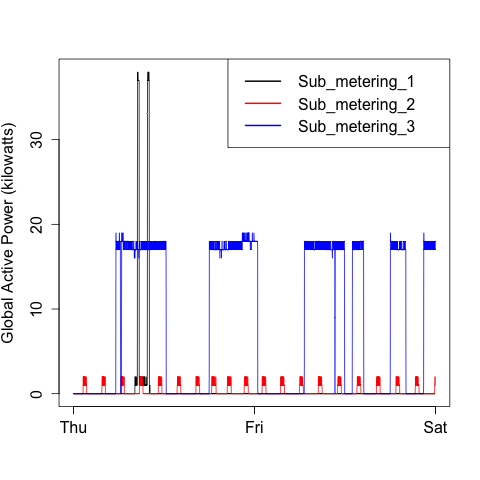 Sub_metering_1
Sub_metering_2
Sub_metering_3
Global Active Power (kilowatts)
30
20
10
0
Thu Fri Sat